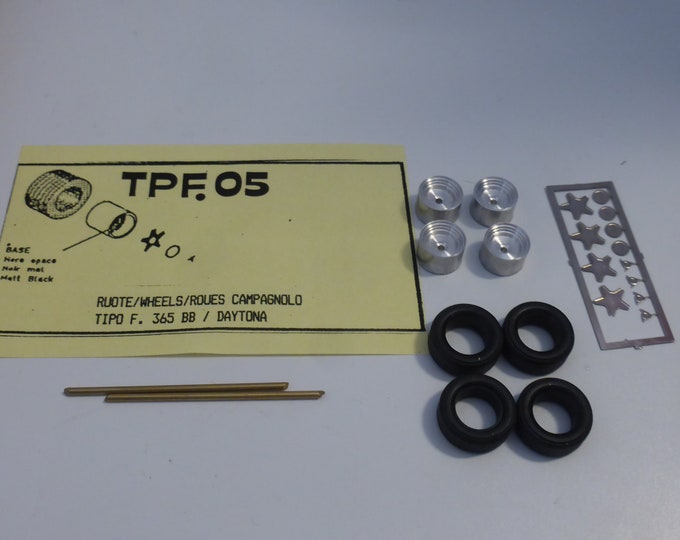 TPF.05
BASE
Nero opaco
Noir mat
Matt Black
RUOTE/WHEELS/ROUES CAMPAGNOLO
TIPO F. 365 BB / DAYTONA